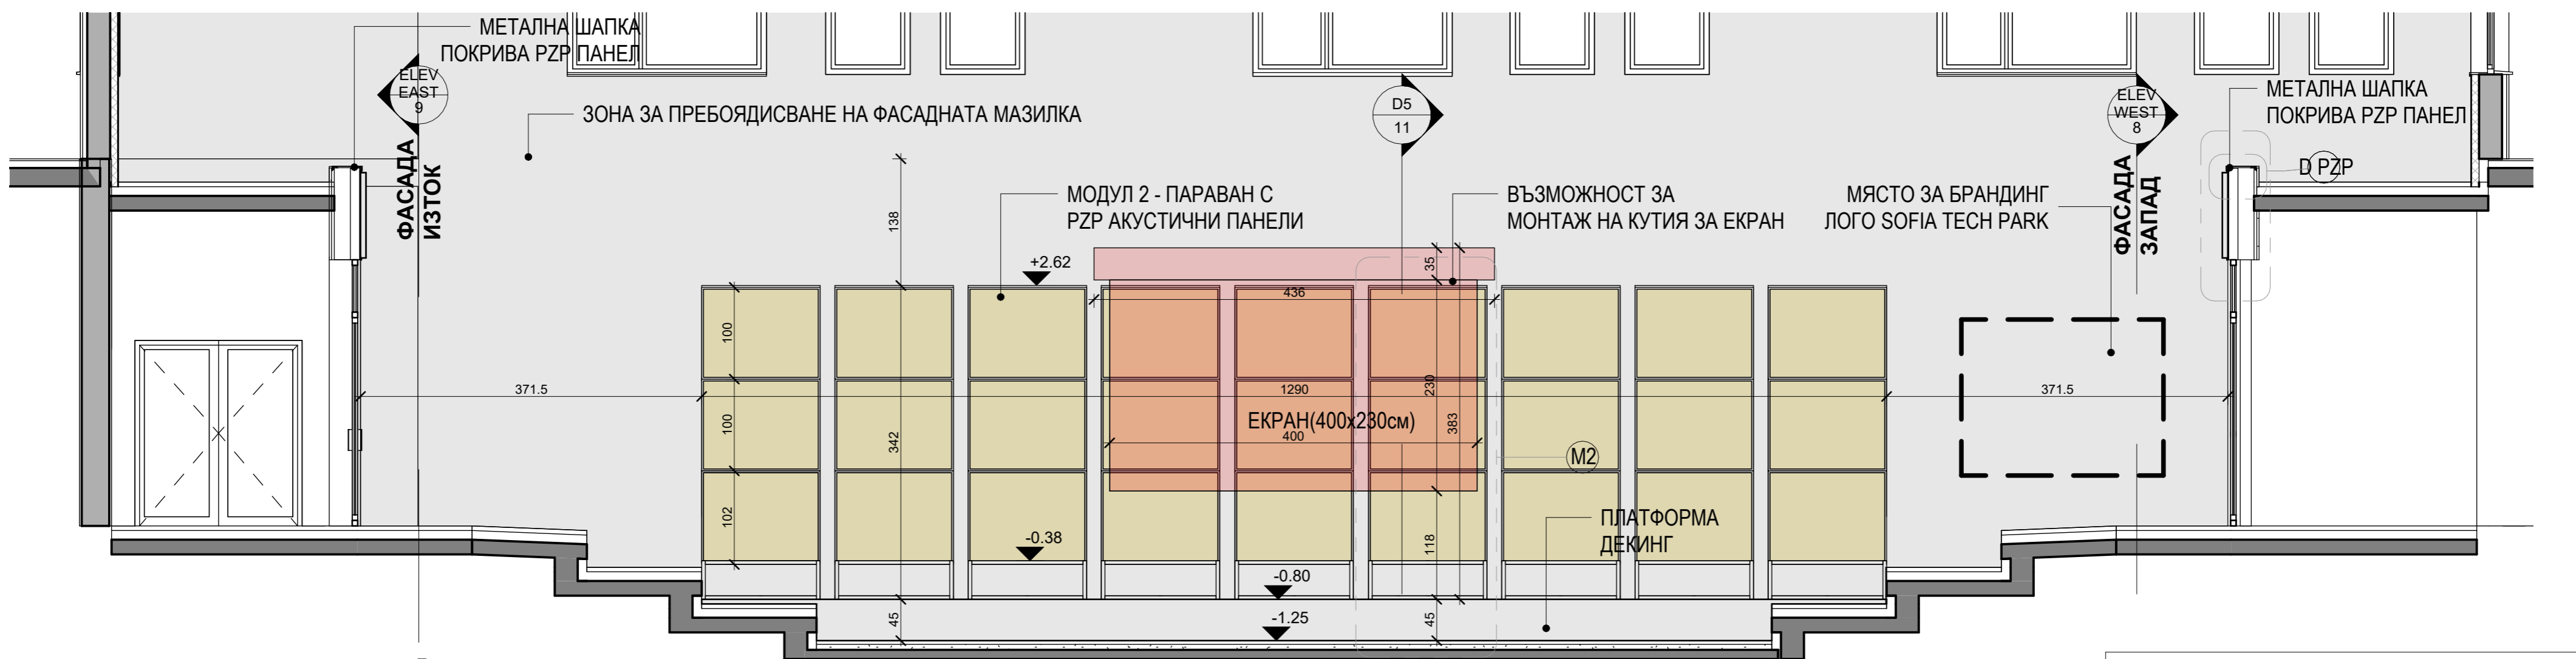 МЕТАЛНА ШАПКА
ПОКРИВА PZP ПАНЕЛ
ELEV
EAST
9
ФАСАДА
ИЗТОК
ЗОНА ЗА ПРЕБОЯДИСВАНЕ НА ФАСАДНАТА МАЗИЛКА
D5
11
ELEV
WEST
8
ФАСАДА
ЗАПАД
МЕТАЛНА ШАПКА
ПОКРИВА PZP ПАНЕЛ
D PZP
МОДУЛ 2 - ПАРАВАН С
PZP АКУСТИЧНИ ПАНЕЛИ
ВЪЗМОЖНОСТ ЗА
МОНТАЖ НА КУТИЯ ЗА ЕКРАН
МЯСТО ЗА БРАНДИНГ
ЛОГО SOFIA TECH PARK
138
+2.62
35
436
100
371.5
1290
230
371.5
100
ЕКРАН(400x230см)
400
383
342
M2
102
-0.38
118
ПЛАТФОРМА
ДЕКИНГ
-0.80
45
-1.25
45